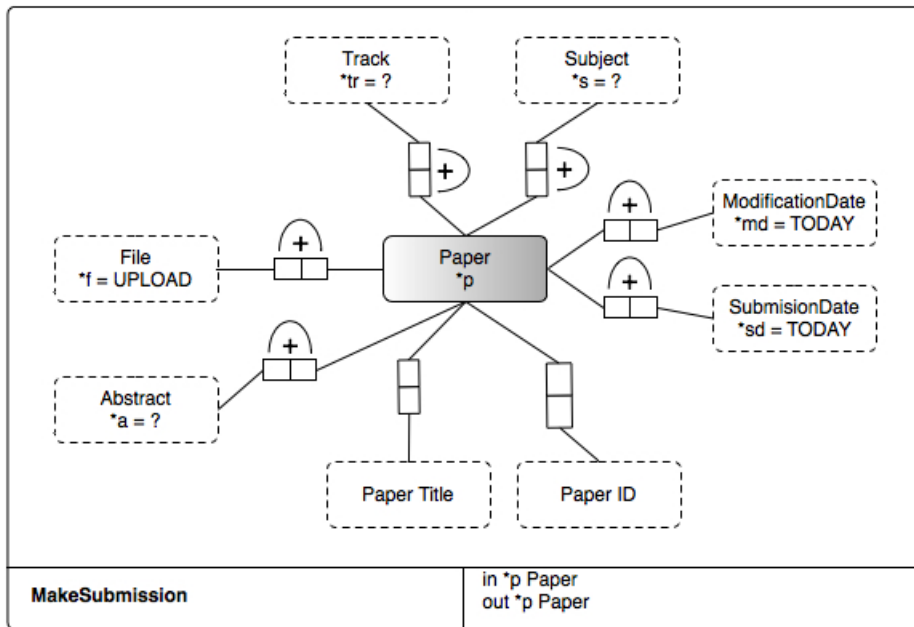 Track
*tr = ?
Subject
*s = ?
+
+
ModificationDate
*md = TODAY
+
File
*f = UPLOAD
+
Paper
*p
SubmisionDate
*sd = TODAY
+
Abstract
*a = ?
+
Paper Title
Paper ID
MakeSubmission
in *p Paper
out *p Paper